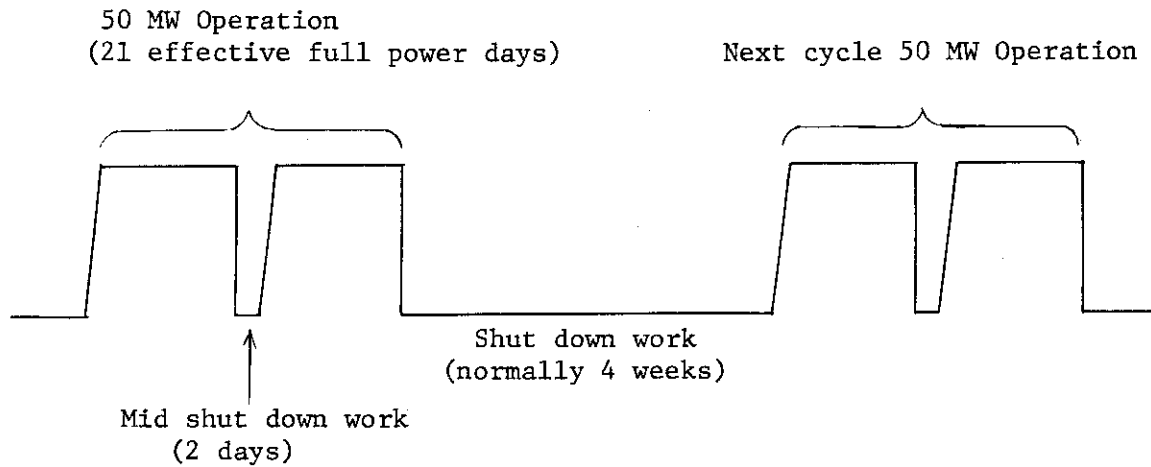 50 MW Operation
(21 effective full power days)
Next cycle 50 MW Operation
Shut down work
(normally 4 weeks)
Mid shut down work
(2 days)